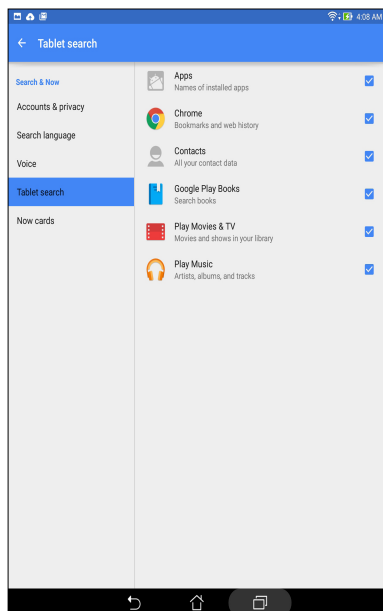 4:08 AM
Tablet search
Search & Now
Accounts & privacy
Search language
Voice
Tablet search
Now cards
Apps
Names of installed apps
Chrome
Bookmarks and web history
Contacts
All your contact data
Google Play Books
Search books
Play Movies & TV
Movies and shows in your library
Play Music
Artists, albums, and tracks